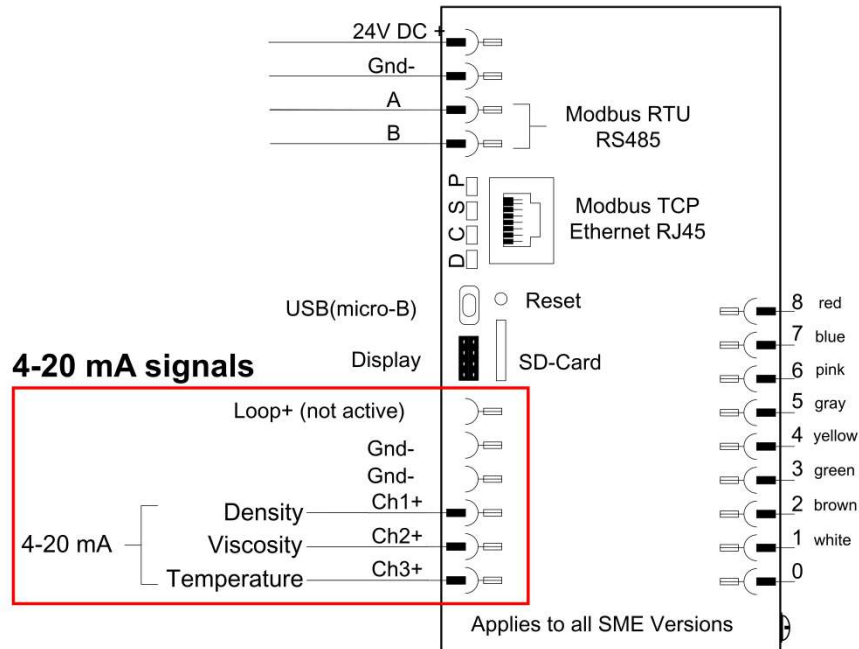 24V DC +
Gnd-
A
B
Modbus RTU
RS485
P
S
C
D
Modbus TCP
Ethernet RJ45
USB(micro-B)
Reset
Display
SD-Card
4-20 mA signals
Loop+ (not active)
Gnd-
Gnd-
4-20 mA
Density Ch1+
Viscosity Ch2+
Temperature Ch3+
8 red
7 blue
6 pink
5 gray
4 yellow
3 green
2 brown
1 white
0
Applies to all SME Versions